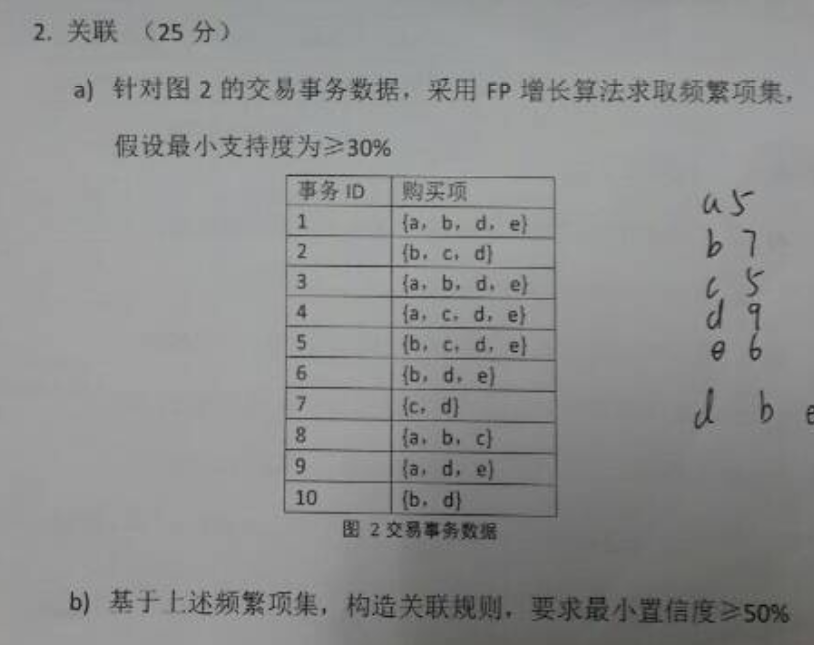 2. 关联 （25 分）
a) 针对图 2 的交易事务数据，采用 FP 增长算法求取频繁项集，
假设最小支持度为≥30%
事务 ID 购买项
1 {a，b，d，e}
2 {b，c，d}
3 {a，b，d，e}
4 {a，c，d，e}
5 {b，c，d，e}
6 {b，d，e}
7 {c，d}
8 {a，b，c}
9 {a，d，e}
10 {b，d}
图 2 交易事务数据
a 5
b 7
c 5
d 9
e 6
d b e
b) 基于上述频繁项集，构造关联规则，要求最小置信度≥50%